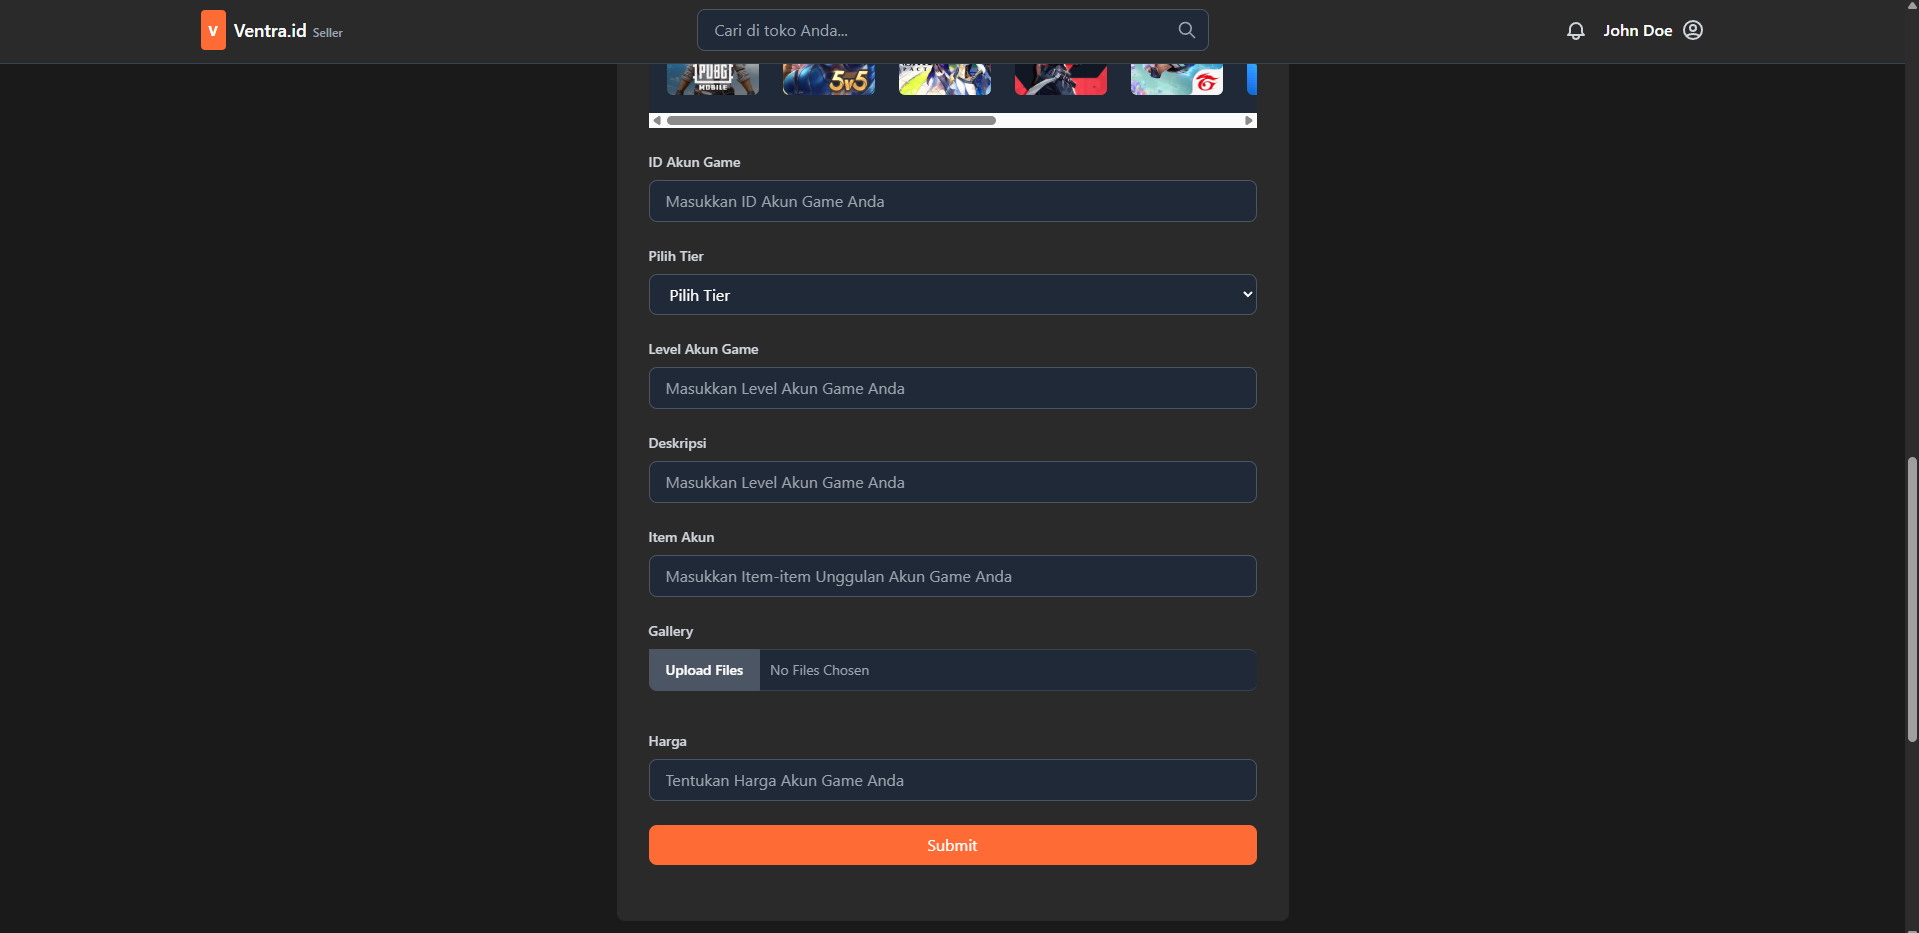 V Ventra.id Seller
Cari di toko Anda...
John Doe
PUBG
MOBILE
5v5
ID Akun Game
Masukkan ID Akun Game Anda
Pilih Tier
Pilih Tier
Level Akun Game
Masukkan Level Akun Game Anda
Deskripsi
Masukkan Level Akun Game Anda
Item Akun
Masukkan Item-item Unggulan Akun Game Anda
Gallery
Upload Files No Files Chosen
Harga
Tentukan Harga Akun Game Anda
Submit